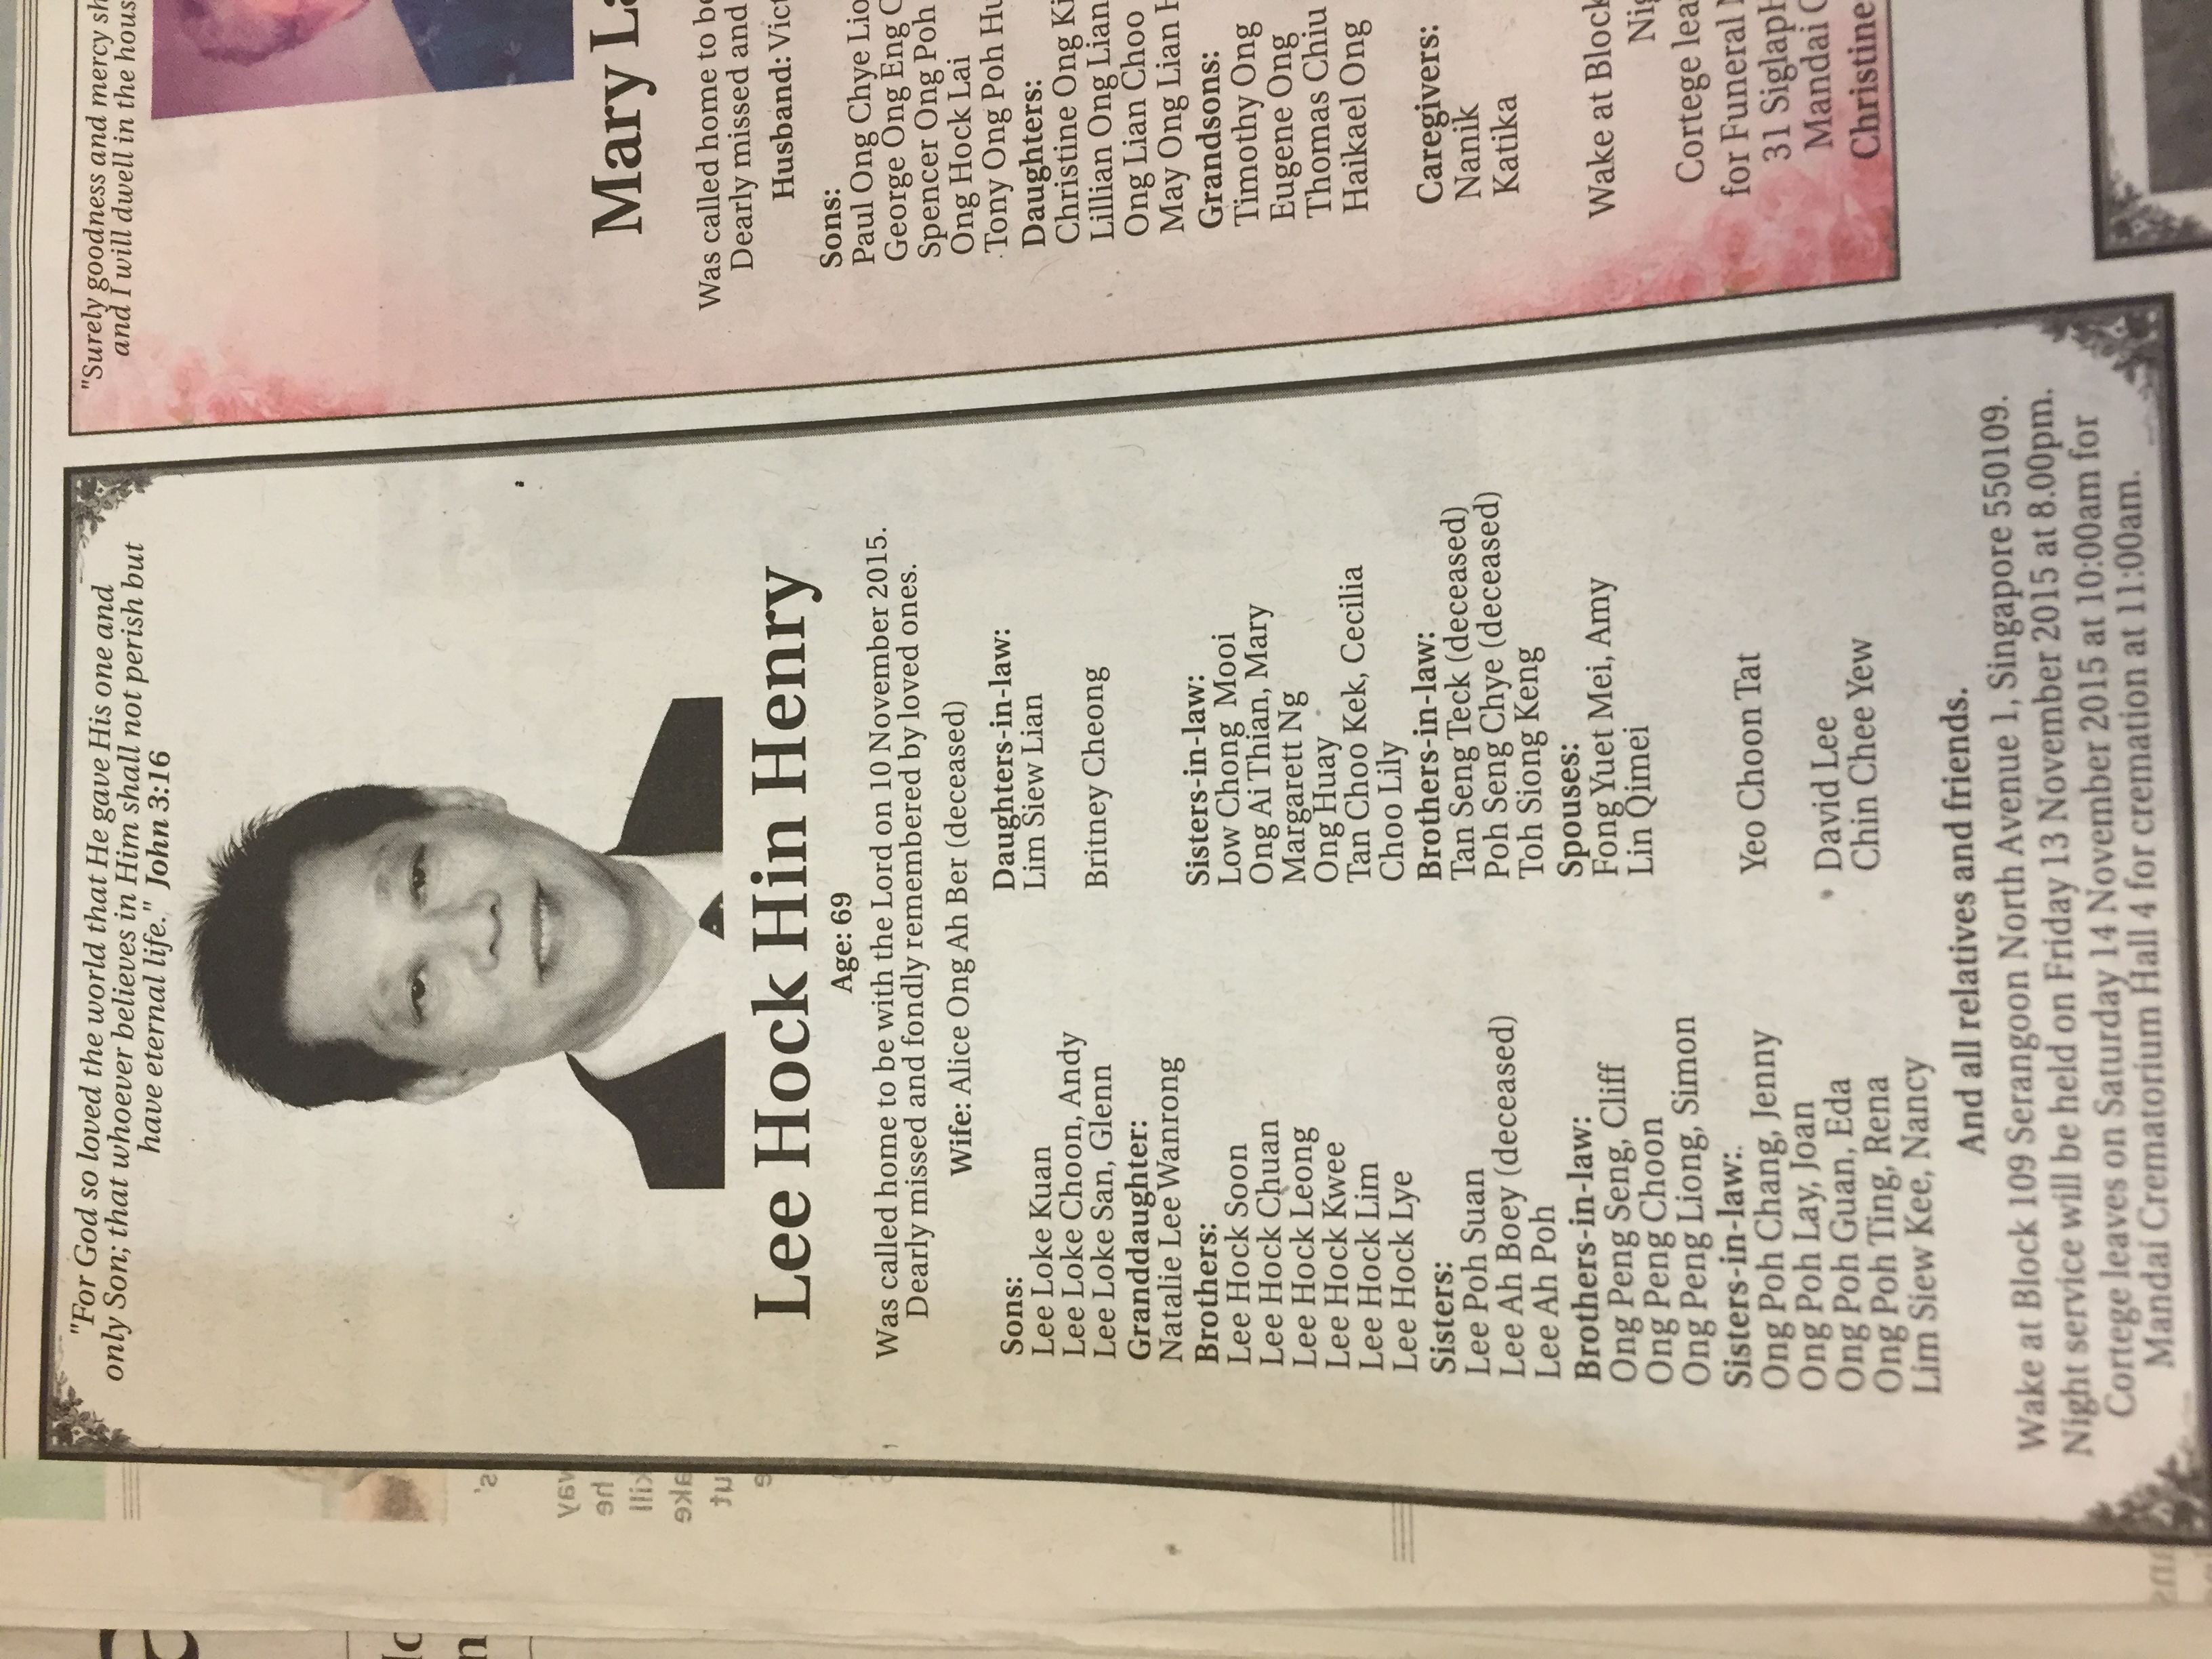 "For God so loved the world that He gave His one and
only Son; that whoever believes in Him shall not perish but
have eternal life." John 3:16
Lee Hock Hin Henry
Age: 69
Was called home to be with the Lord on 10 November 2015.
Dearly missed and fondly remembered by loved ones.
Wife: Alice Ong Ah Ber (deceased)
Sons:
Lee Loke Kuan
Lee Loke Choon, Andy
Lee Loke San, Glenn
Daughters-in-law:
Lim Siew Lian
Britney Cheong
Granddaughter:
Natalie Lee Wanrong
Brothers:
Lee Hock Soon
Lee Hock Chuan
Lee Hock Leong
Lee Hock Kwee
Lee Hock Lim
Lee Hock Lye
Sisters-in-law:
Low Chong Mooi
Ong Ai Thian, Mary
Margarett Ng
Ong Huay
Tan Choo Kek, Cecilia
Choo Lily
Sisters:
Lee Poh Suan
Lee Ah Boey (deceased)
Lee Ah Poh
Brothers-in-law:
Tan Seng Teck (deceased)
Poh Seng Chye (deceased)
Toh Siong Keng
Brothers-in-law:
Ong Peng Seng, Cliff
Ong Peng Choon
Ong Peng Liong, Simon
Spouses:
Fong Yuet Mei, Amy
Lin Qimei
Sisters-in-law:
Ong Poh Chang, Jenny
Ong Poh Lay, Joan
Ong Poh Guan, Eda
Ong Poh Ting, Rena
Lim Siew Kee, Nancy
Yeo Choon Tat
David Lee
Chin Chee Yew
And all relatives and friends.
Wake at Block 109 Serangoon North Avenue 1, Singapore 550109.
Night service will be held on Friday 13 November 2015 at 8.00pm.
Cortege leaves on Saturday 14 November 2015 at 10:00am for
Mandai Crematorium Hall 4 for cremation at 11:00am.
"Surely goodness and mercy
and I will dwell in the
Mary
Was called home to
Dearly missed and
Husband:
Sons:
Paul Ong Chye
George Ong Eng
Spencer Ong Poh
Ong Hock Lai
Tony Ong Poh
Daughters:
Christine Ong
Lillian Ong Lian
Ong Lian Choo
May Ong Lian
Grandsons:
Timothy Ong
Eugene Ong
Thomas Chiu
Haikael Ong
Caregivers:
Nanik
Katika
Wake at Block
Cortege
for Funeral
31
Mandai
Christine